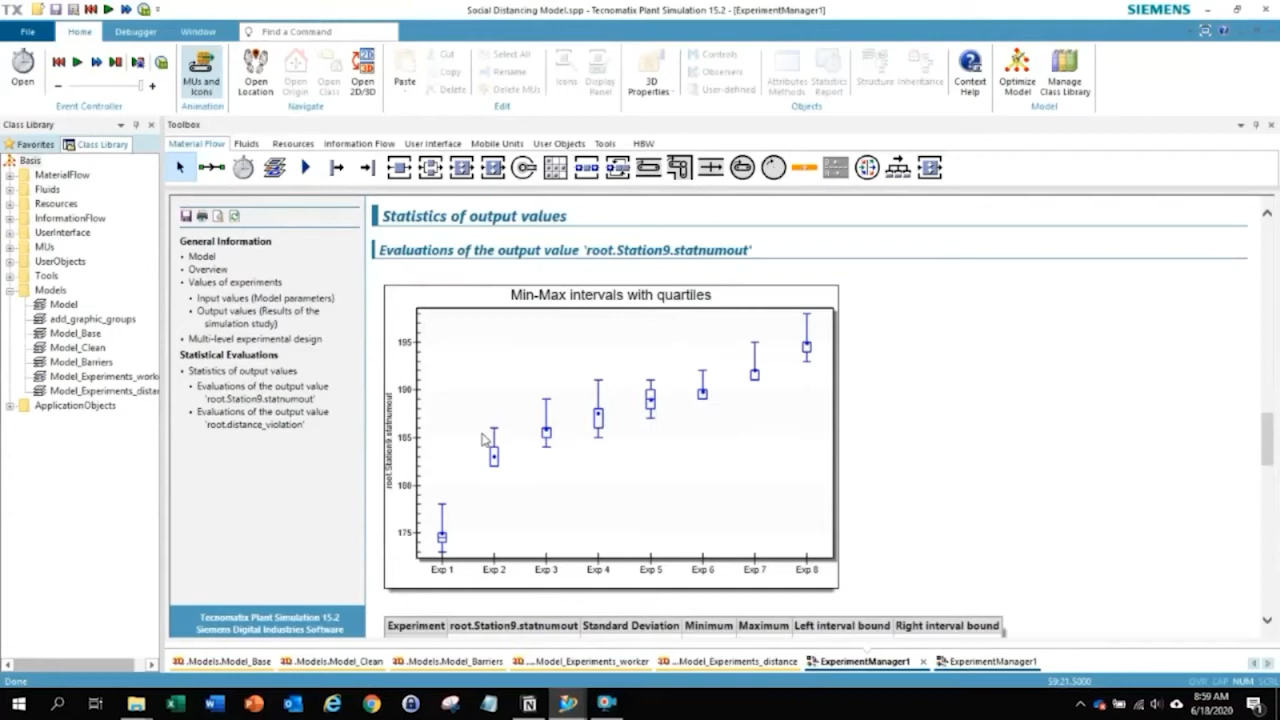 TX
Social Distancing Model.spp - Tecnomatix Plant Simulation 15.2 - [ExperimentManager1]
SIEMENS
File Home Debugger Window Find a Command
Open
Event Controller
MUs and Icons
Animation
Open Location
Open Origin
Open Class
Open 2D/3D
Navigate
Paste
Cut
Copy
Delete
Select All
Rename
Delete MUs
Edit
Icons
Display Panel
3D Properties
Controls
Observers
User-defined
Attributes Methods
Statistics Report
Structure
Inheritance
Objects
Context Help
Optimize Model
Manage Class Library
Model
Class Library
Favorites Class Library
Basis
MaterialFlow
Fluids
Resources
InformationFlow
UserInterface
MUs
UserObjects
Tools
Models
Model
add_graphic_groups
Model_Base
Model_Clean
Model_Barriers
Model_Experiments_work
Model_Experiments_dista
ApplicationObjects
Toolbox
Material Flow Fluids Resources Information Flow User Interface Mobile Units User Objects Tools HBW
General Information
Model
Overview
Values of experiments
Input values (Model parameters)
Output values (Results of the
simulation study)
Multi-level experimental design
Statistical Evaluations
Statistics of output values
Evaluations of the output value
'root.Station9.statnumout'
Evaluations of the output value
'root.distance_violation'
Tecnomatix Plant Simulation 15.2
Siemens Digital Industries Software
Statistics of output values
Evaluations of the output value 'root.Station9.statnumout'
Min-Max intervals with quartiles
root.Station9.statnumout
195
190
185
180
175
Exp 1 Exp 2 Exp 3 Exp 4 Exp 5 Exp 6 Exp 7 Exp 8
Experiment root.Station9.statnumout Standard Deviation Minimum Maximum Left interval bound Right interval bound
.Models.Model_Base .Models.Model_Clean .Models.Model_Barriers ...Model_Experiments_worker ...Model_Experiments_distance ExperimentManager1 ExperimentManager1
Done
59:21.5000
OVR CAP NUM SCRL
8:59 AM
6/18/2020